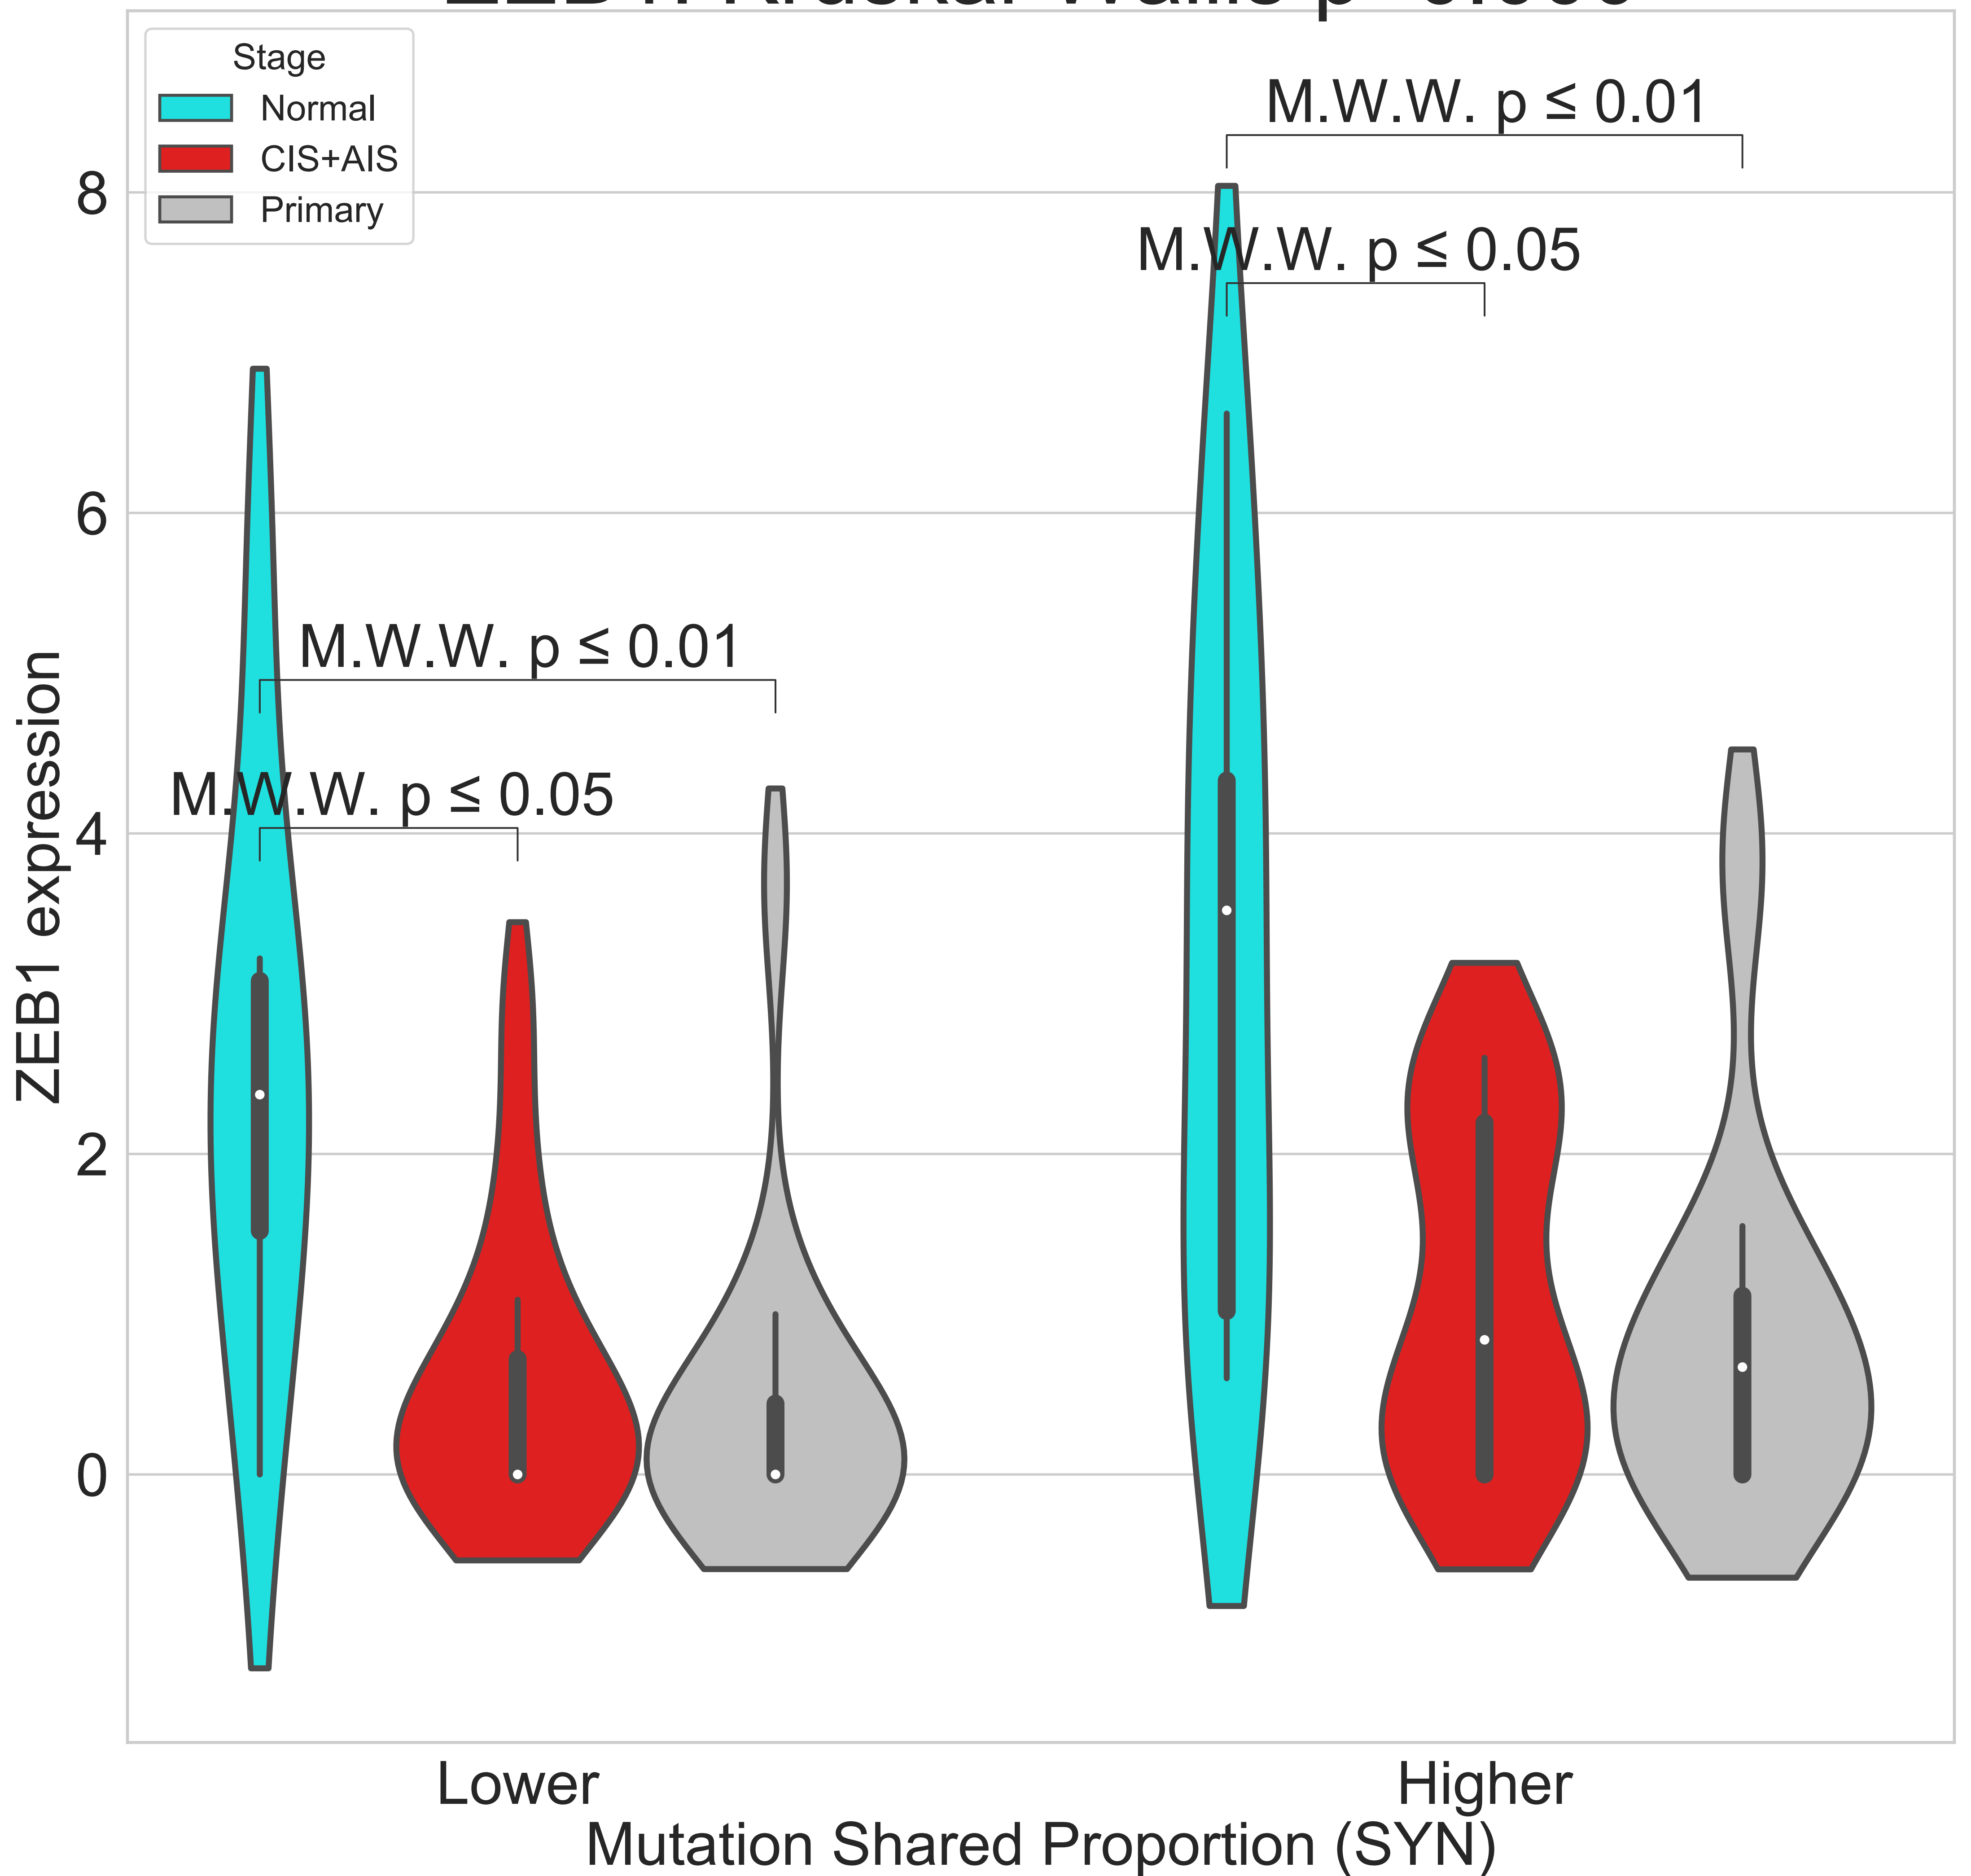 Stage
Normal
CIS+AIS
Primary
M.W.W. p ≤ 0.01
M.W.W. p ≤ 0.05
M.W.W. p ≤ 0.01
M.W.W. p ≤ 0.05
8
6
4
2
0
ZEB1 expression
Lower
Higher
Mutation Shared Proportion (SYN)